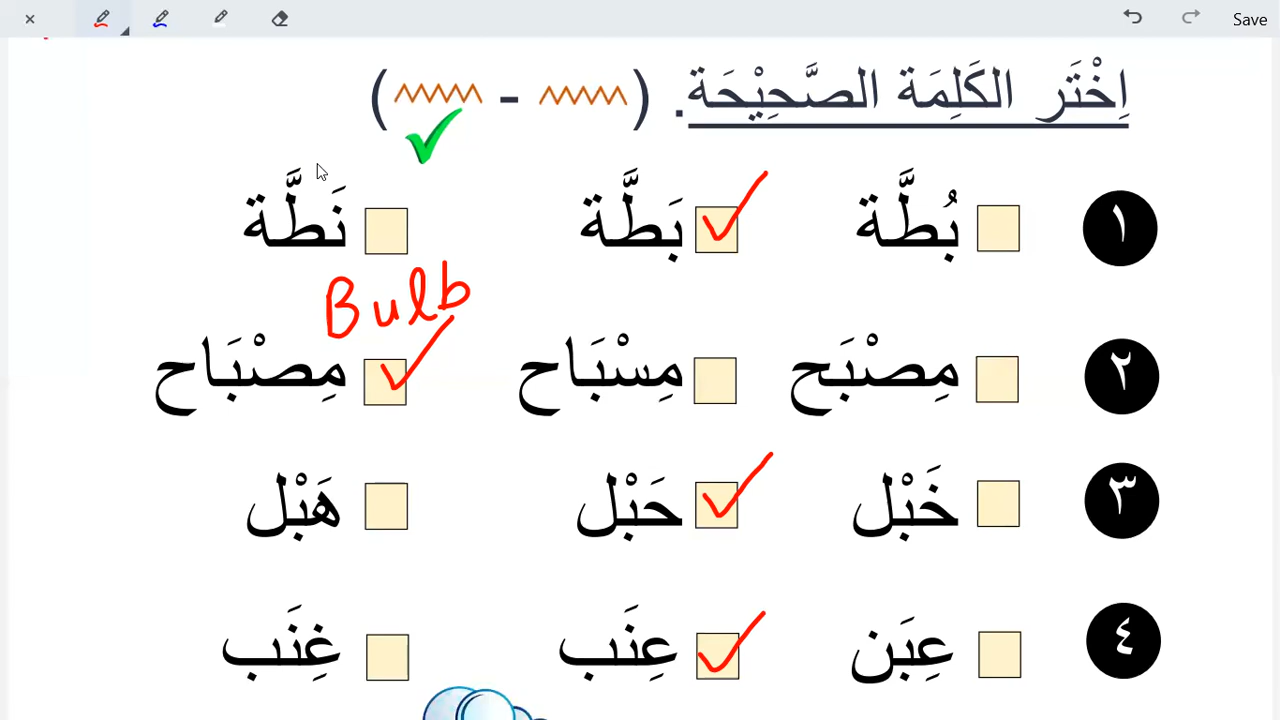 Save
اِخْتَر الكَلِمَة الصَّحِيْحَة. ( - )
١ بُطَّة بَطَّة نَطَّة
Bulb
٢ مِصْبَح مِسْبَاح مِصْبَاح
٣ خَبْل حَبْل هَبْل
٤ عِبَن عِنَب غِنَب